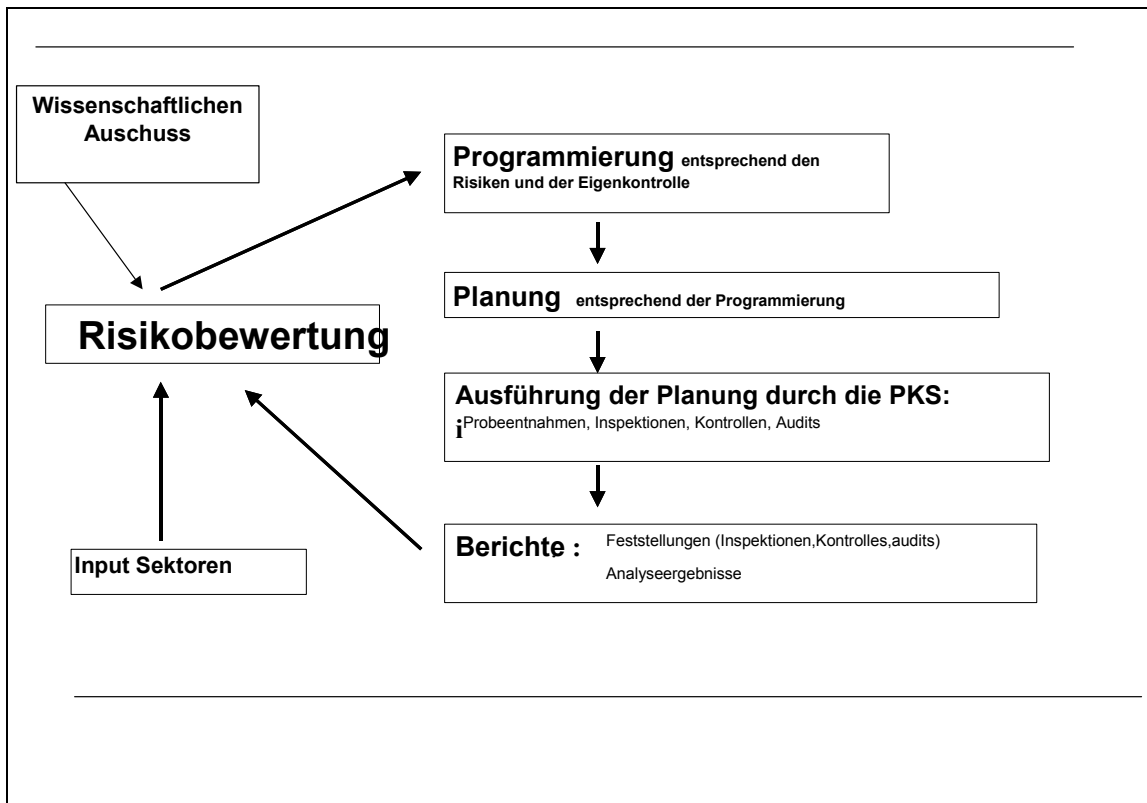 Wissenschaftlichen
Auschuss
Programmierung entsprechend den
Risiken und der Eigenkontrolle
Planung entsprechend der Programmierung
Risikobewertung
Ausführung der Planung durch die PKS:
iProbeentnahmen, Inspektionen, Kontrollen, Audits
Input Sektoren
Berichte : Feststellungen (Inspektionen,Kontrolles,audits)
Analyseergebnisse